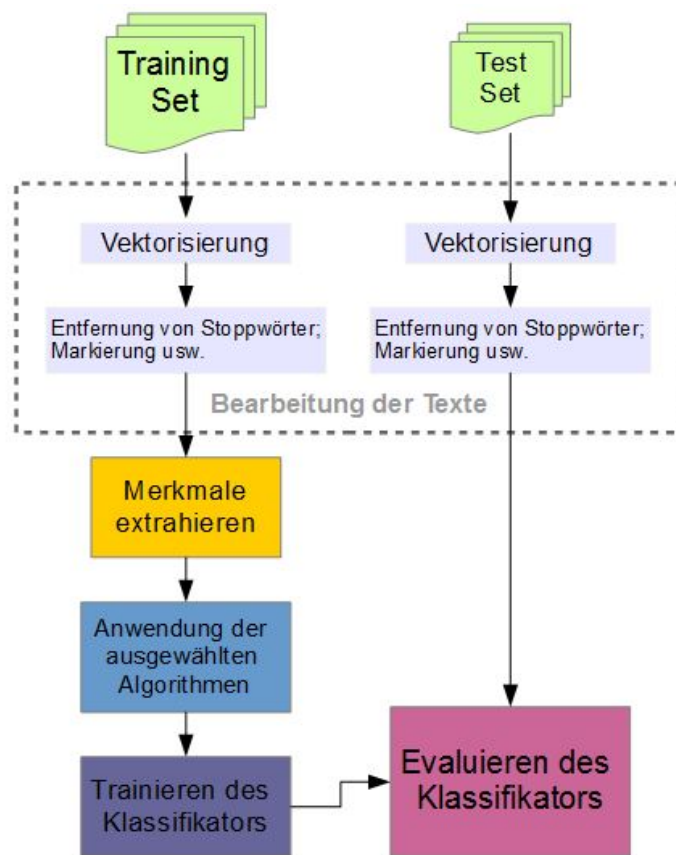 Training
Set
Test
Set
Vektorisierung
Vektorisierung
Entfernung von Stoppwörter;
Markierung usw.
Entfernung von Stoppwörter;
Markierung usw.
Bearbeitung der Texte
Merkmale
extrahieren
Anwendung der
ausgewählten
Algorithmen
Trainieren des
Klassifikators
Evaluieren des
Klassifikators